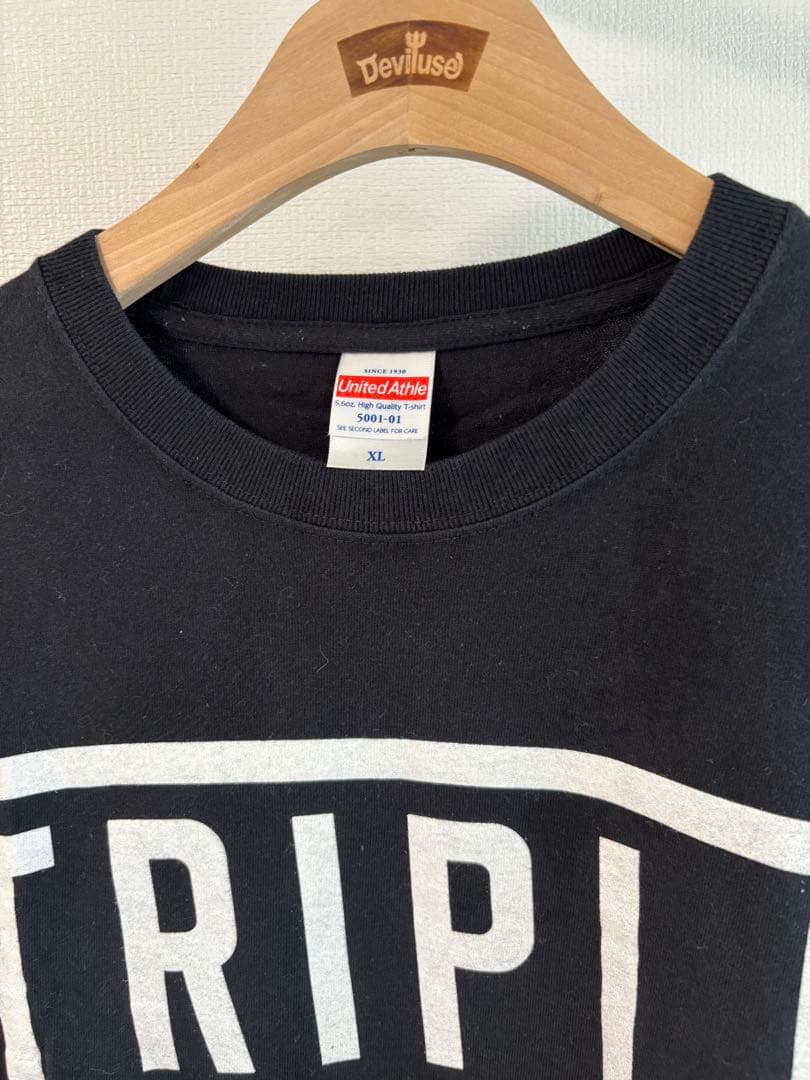 Deviluse
SINCE 1930
United Athle
5.6oz. High Quality T-shirt
5001-01
SEE SECOND LABEL FOR CARE
XL
TRIPL